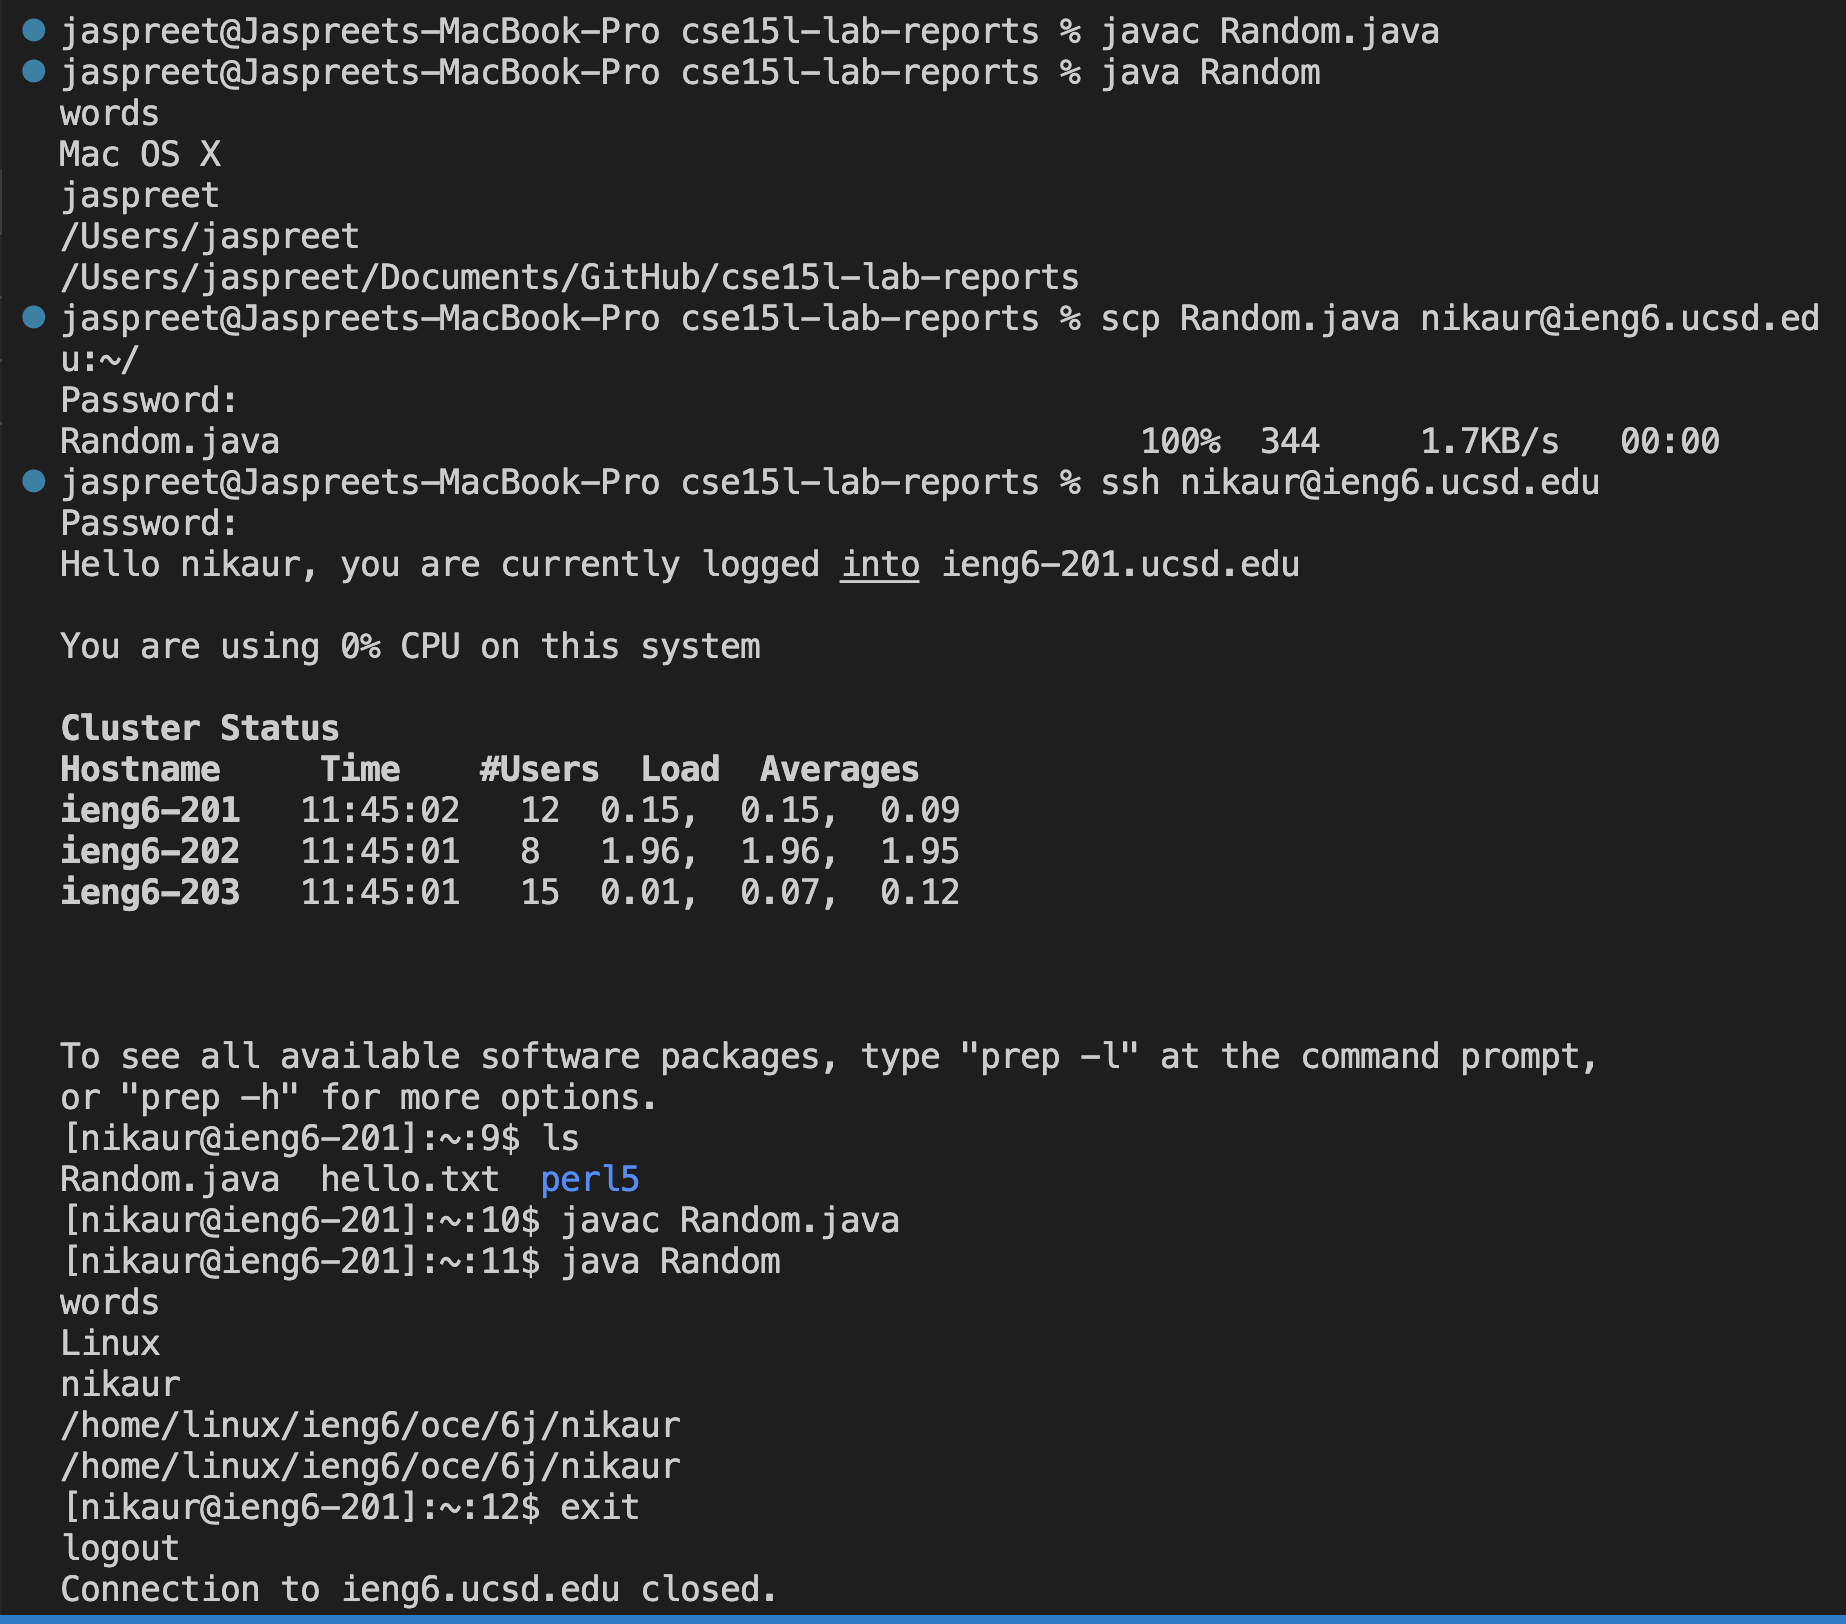 jaspreet@Jaspreets-MacBook-Pro cse15l-lab-reports % javac Random.java
jaspreet@Jaspreets-MacBook-Pro cse15l-lab-reports % java Random
words
Mac OS X
jaspreet
/Users/jaspreet
/Users/jaspreet/Documents/GitHub/cse15l-lab-reports
jaspreet@Jaspreets-MacBook-Pro cse15l-lab-reports % scp Random.java nikaur@ieng6.ucsd.ed
u:~/
Password:
Random.java                                           100%  344     1.7KB/s   00:00
jaspreet@Jaspreets-MacBook-Pro cse15l-lab-reports % ssh nikaur@ieng6.ucsd.edu
Password:
Hello nikaur, you are currently logged into ieng6-201.ucsd.edu
You are using 0% CPU on this system
Cluster Status
Hostname     Time    #Users  Load  Averages
ieng6-201   11:45:02   12  0.15,  0.15,  0.09
ieng6-202   11:45:01   8   1.96,  1.96,  1.95
ieng6-203   11:45:01   15  0.01,  0.07,  0.12
To see all available software packages, type "prep -l" at the command prompt,
or "prep -h" for more options.
[nikaur@ieng6-201]:~:9$ ls
Random.java  hello.txt  perl5
[nikaur@ieng6-201]:~:10$ javac Random.java
[nikaur@ieng6-201]:~:11$ java Random
words
Linux
nikaur
/home/linux/ieng6/oce/6j/nikaur
/home/linux/ieng6/oce/6j/nikaur
[nikaur@ieng6-201]:~:12$ exit
logout
Connection to ieng6.ucsd.edu closed.